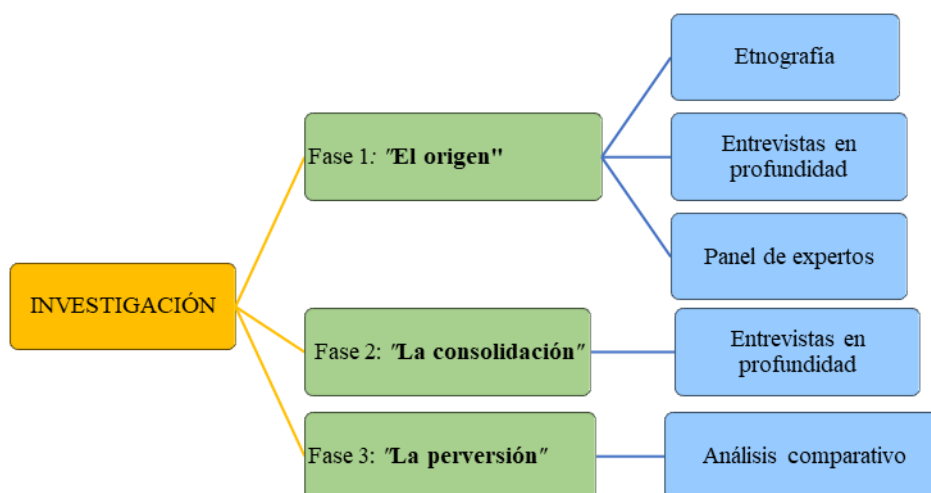 INVESTIGACIÓN
Fase 1: "El origen"
Etnografía
Entrevistas en
profundidad
Panel de expertos
Fase 2: "La consolidación"
Entrevistas en
profundidad
Fase 3: "La perversión"
Análisis comparativo